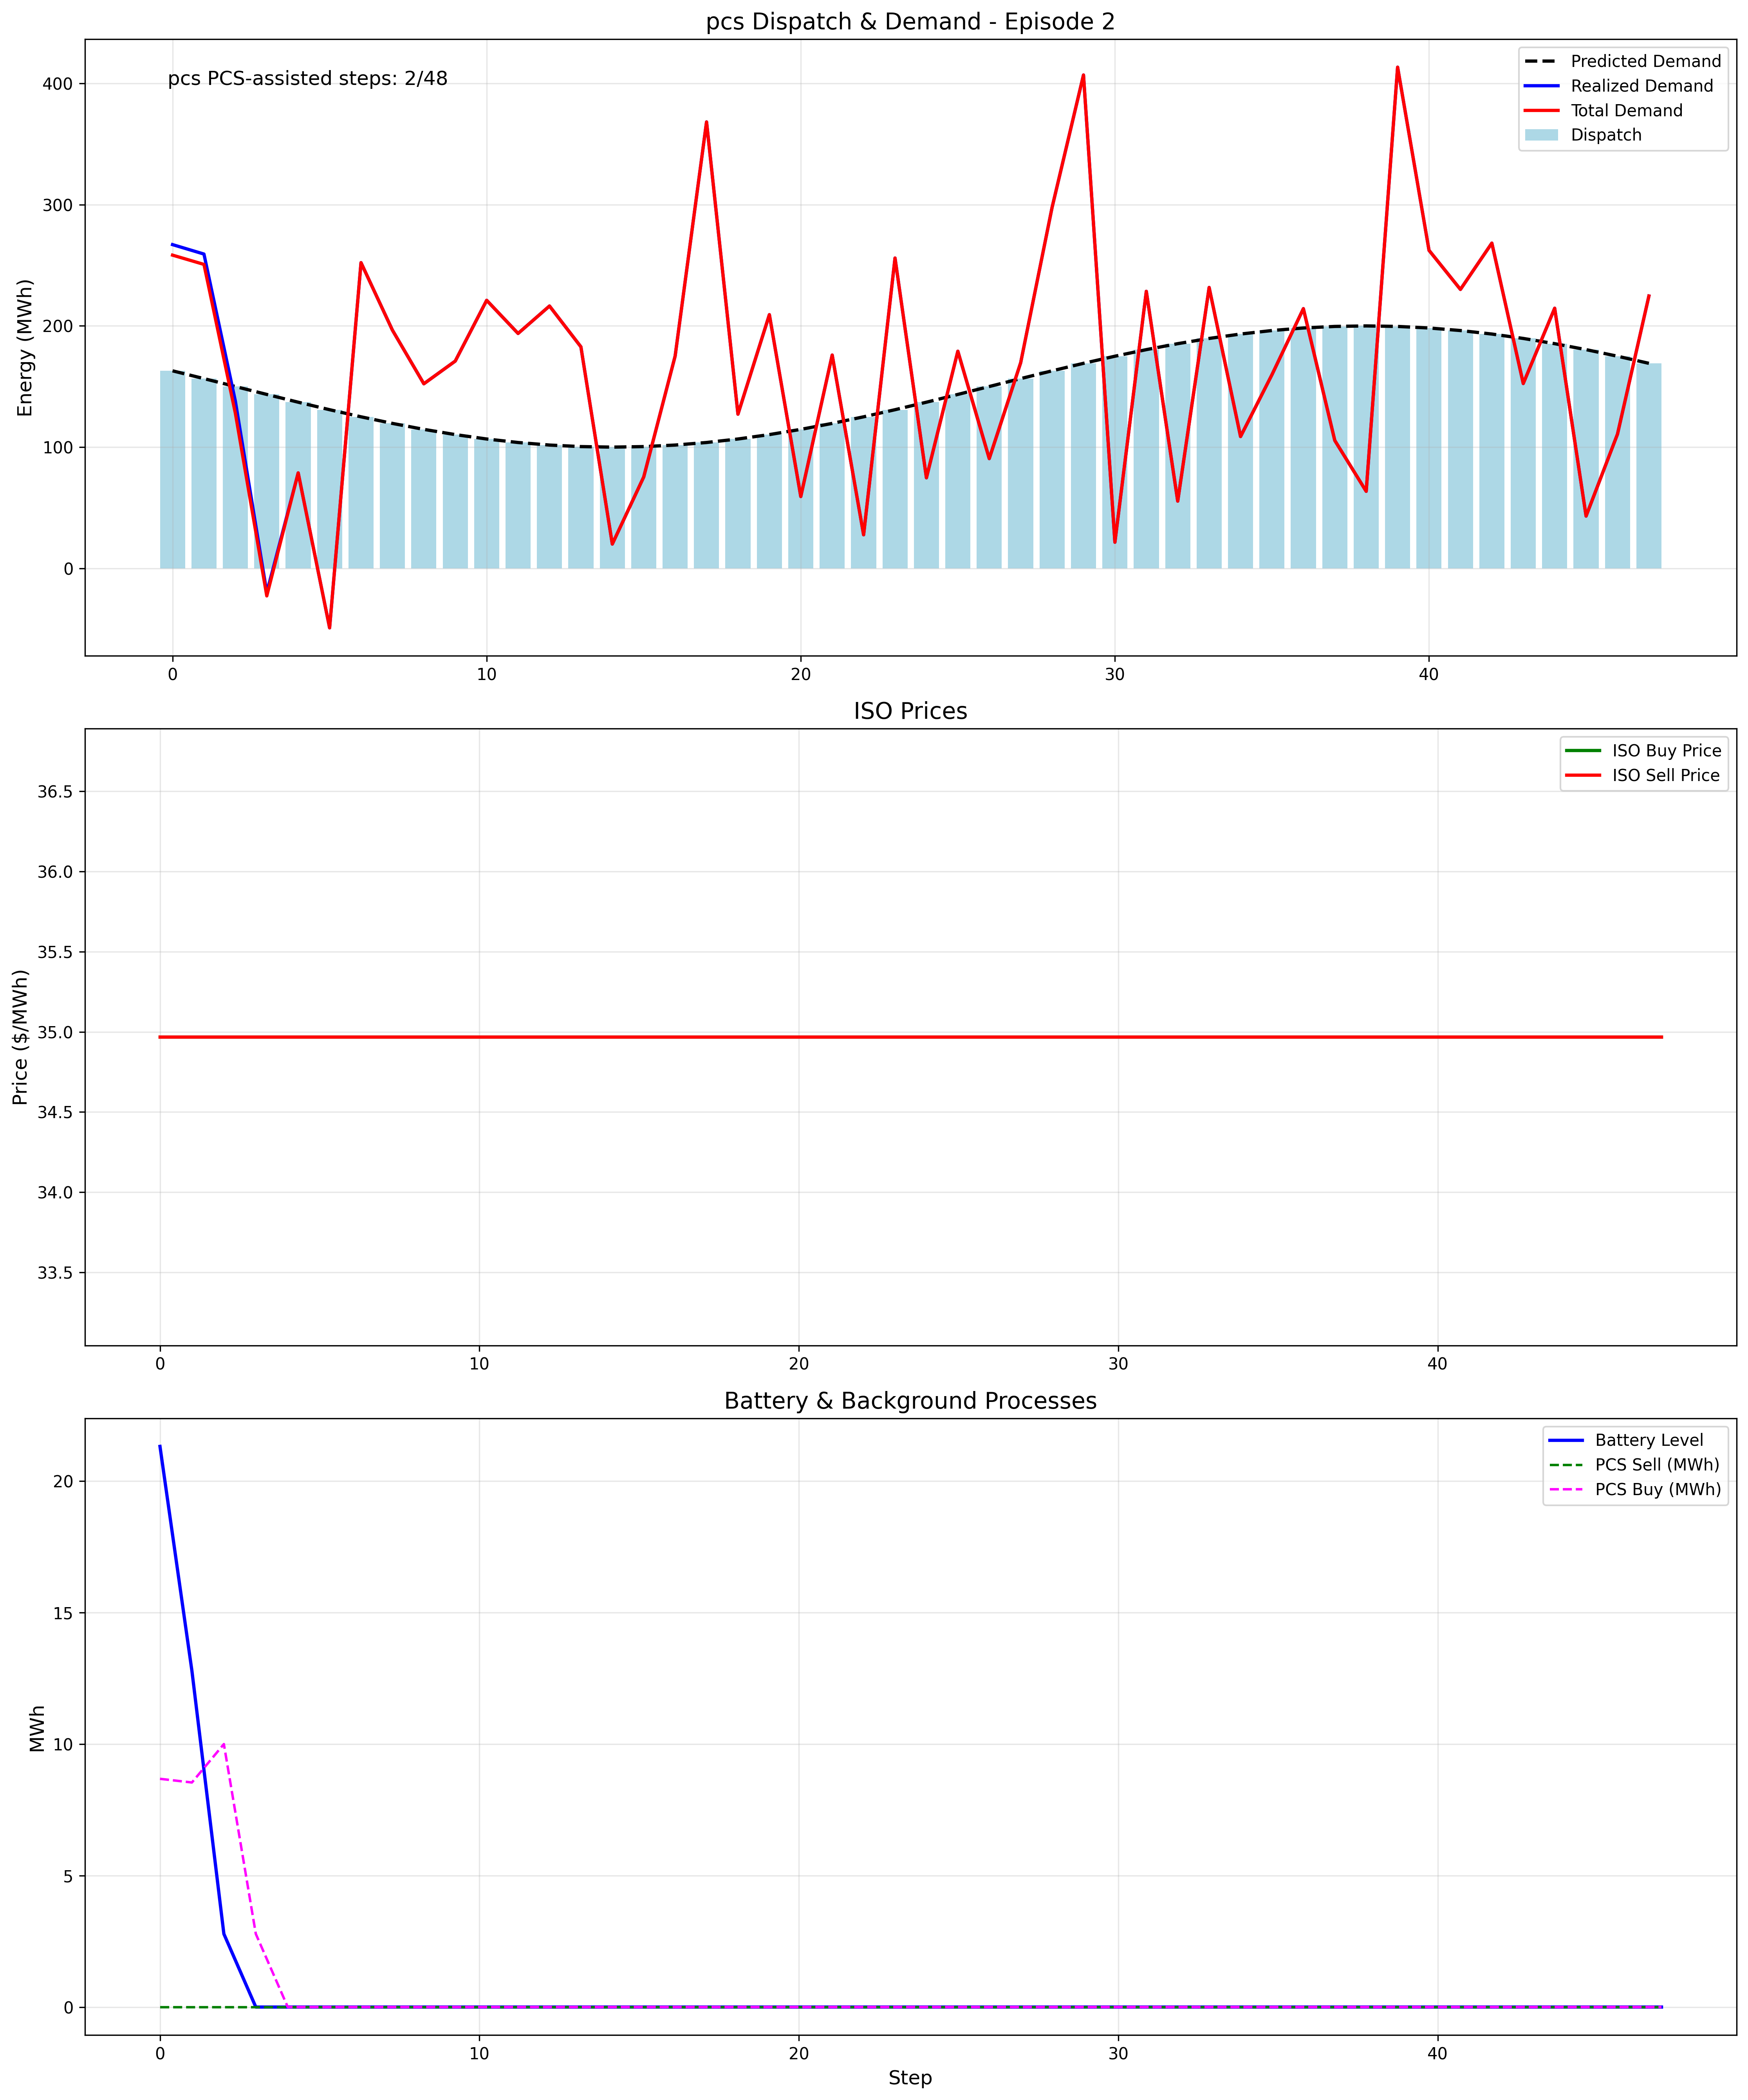 pcs Dispatch & Demand - Episode 2
pcs PCS-assisted steps: 2/48
Predicted Demand
Realized Demand
Total Demand
Dispatch
Energy (MWh)
400
300
200
100
0
0
10
20
30
40
ISO Prices
ISO Buy Price
ISO Sell Price
Price ($/MWh)
36.5
36.0
35.5
35.0
34.5
34.0
33.5
0
10
20
30
40
Battery & Background Processes
Battery Level
PCS Sell (MWh)
PCS Buy (MWh)
MWh
20
15
10
5
0
0
10
20
30
40
Step